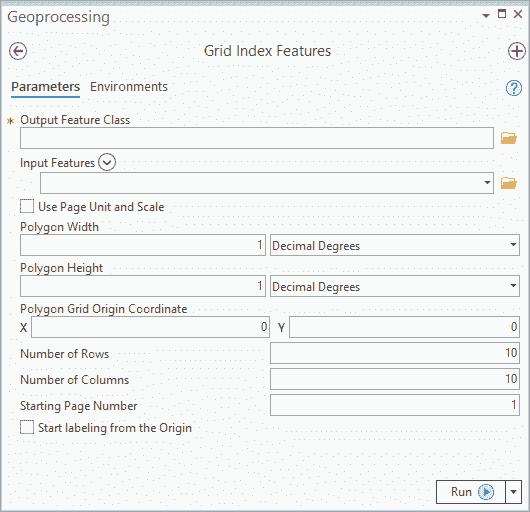 Geoprocessing
Grid Index Features
Parameters Environments
* Output Feature Class
Input Features
Use Page Unit and Scale
Polygon Width
1 Decimal Degrees
Polygon Height
1 Decimal Degrees
Polygon Grid Origin Coordinate
X 0 Y 0
Number of Rows 10
Number of Columns 10
Starting Page Number 1
Start labeling from the Origin
Run